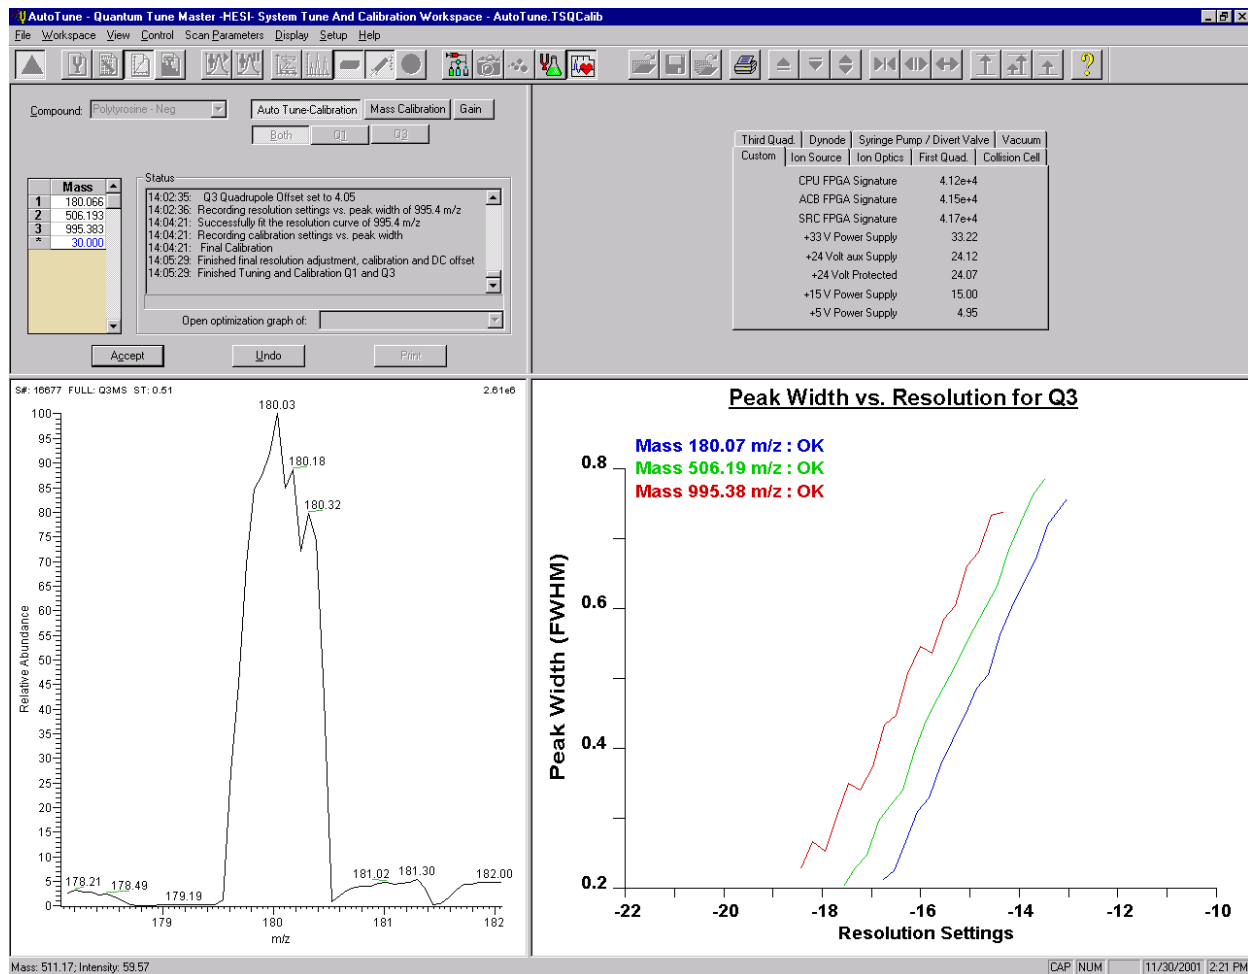 AutoTune - Quantum Tune Master -HESI- System Tune And Calibration Workspace - AutoTune.TSQCalib
File Workspace View Control Scan Parameters Display Setup Help
Compound: Polytyrosine - Neg
Auto Tune-Calibration Mass Calibration Gain
Both Q1 Q3
Mass
1 180.066
2 506.193
3 995.383
* 30.000
Status
14:02:35: Q3 Quadrupole Offset set to 4.05
14:02:36: Recording resolution settings vs. peak width of 995.4 m/z
14:04:21: Successfully fit the resolution curve of 995.4 m/z
14:04:21: Recording calibration settings vs. peak width
14:04:21: Final Calibration
14:05:29: Finished final resolution adjustment, calibration and DC offset
14:05:29: Finished Tuning and Calibration Q1 and Q3
Open optimization graph of:
Accept Undo Print
Third Quad. Dynode Syringe Pump / Divert Valve Vacuum
Custom Ion Source Ion Optics First Quad. Collision Cell
CPU FPGA Signature 4.12e+4
ACB FPGA Signature 4.15e+4
SRC FPGA Signature 4.17e+4
+33 V Power Supply 33.22
+24 Volt aux Supply 24.12
+24 Volt Protected 24.07
+15 V Power Supply 15.00
+5 V Power Supply 4.95
S#: 16677 FULL: Q3MS ST: 0.51 2.61e6
180.03
180.18
180.32
178.21
178.49
179.19
181.02
181.30
182.00
100
95
90
85
80
75
70
65
60
55
50
45
40
35
30
25
20
15
10
5
0
Relative Abundance
179 180 181 182
m/z
Peak Width vs. Resolution for Q3
Mass 180.07 m/z : OK
Mass 506.19 m/z : OK
Mass 995.38 m/z : OK
0.8
0.6
0.4
0.2
Peak Width (FWHM)
-22 -20 -18 -16 -14 -12 -10
Resolution Settings
Mass: 511.17; Intensity: 59.57
CAP NUM 11/30/2001 2:21 PM